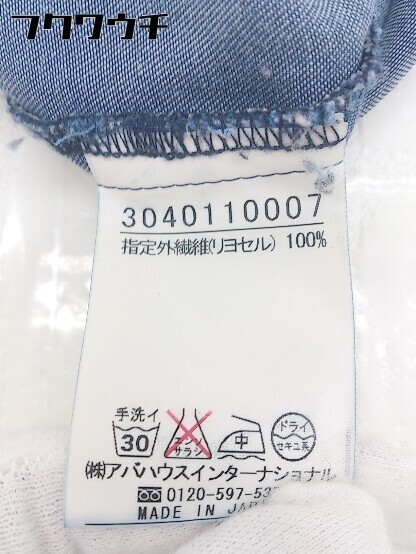 フクワウチ
3040110007
指定外繊維(リヨセル) 100%
手洗イ
30
エンソ
サラシ
中
ドライ
セキユ系
(株)アバハウスインターナショナル
0120-597-53
MADE IN